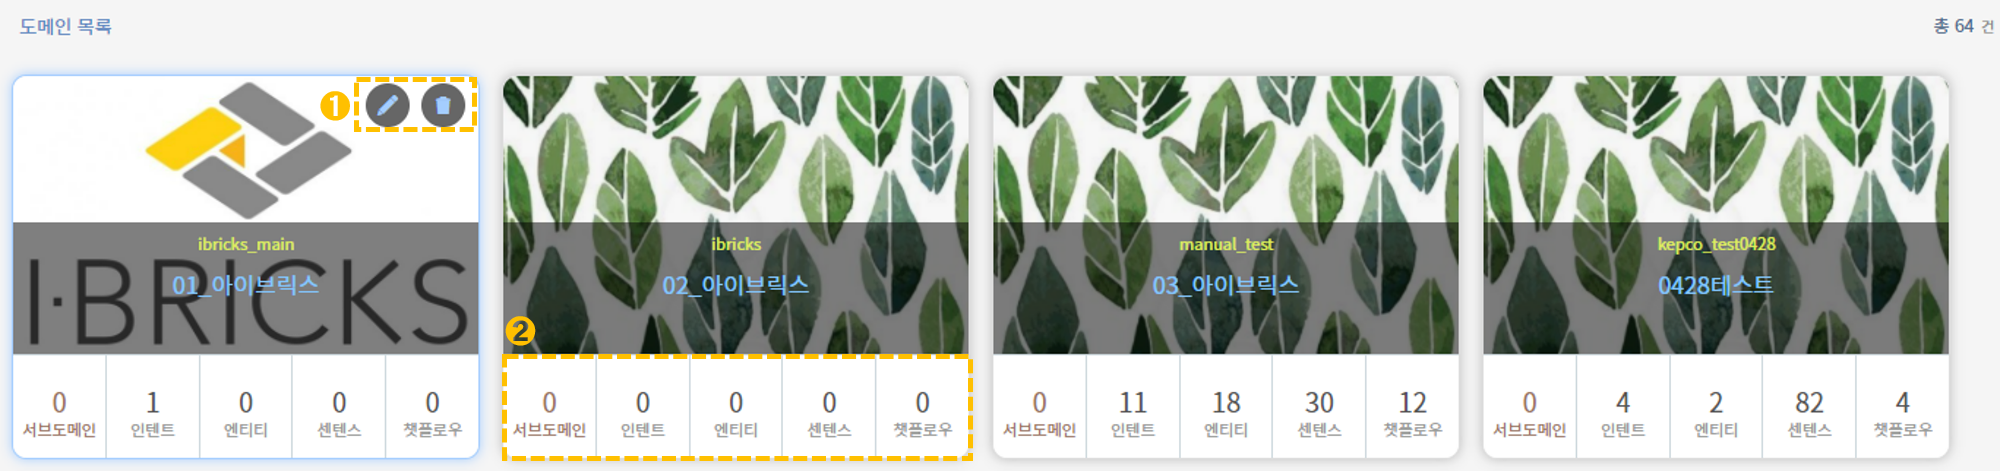 도메인 목록
총 64 건
1
ibricks_main
01_아이브릭스
I·BRICKS
0 1 0 0 0
서브도메인 인텐트 엔티티 센텐스 챗플로우
ibricks
02_아이브릭스
2
0 0 0 0 0
서브도메인 인텐트 엔티티 센텐스 챗플로우
manual_test
03_아이브릭스
0 11 18 30 12
서브도메인 인텐트 엔티티 센텐스 챗플로우
kepco_test0428
0428테스트
0 4 2 82 4
서브도메인 인텐트 엔티티 센텐스 챗플로우